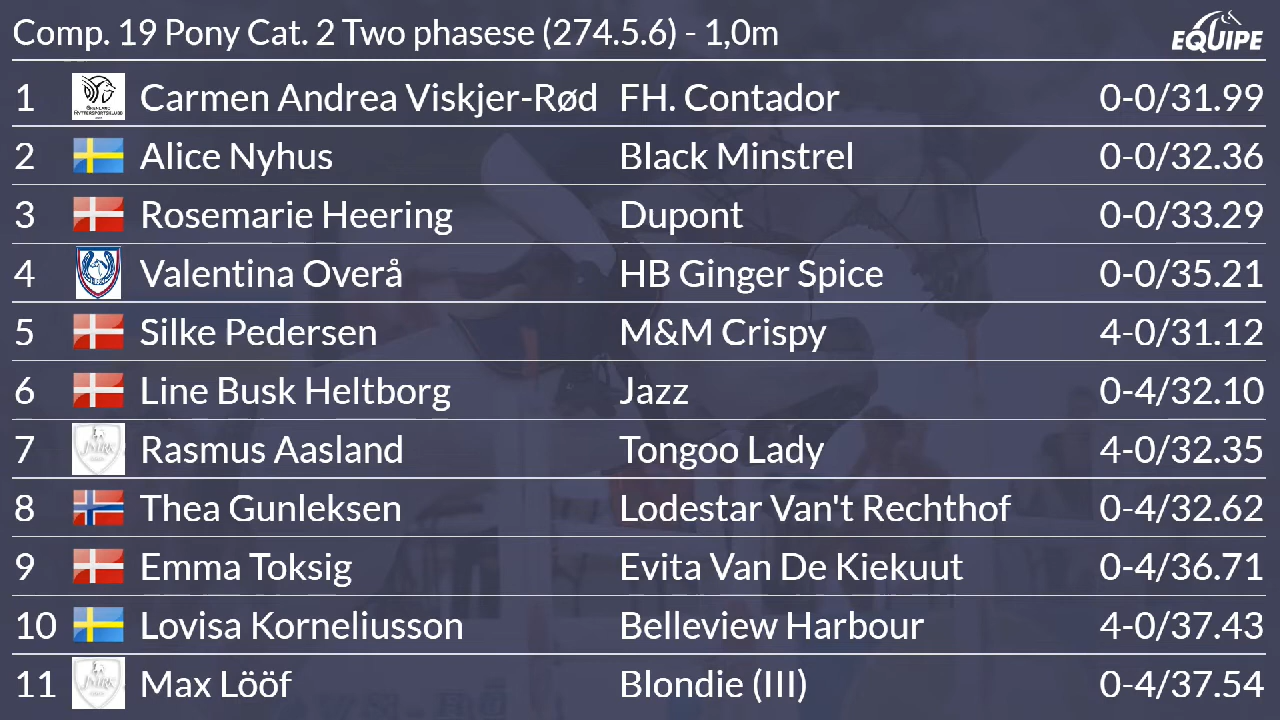 Comp. 19 Pony Cat. 2 Two phasese (274.5.6) - 1,0m EQUIPE
1 Carmen Andrea Viskjer-Rød FH. Contador 0-0/31.99
2 Alice Nyhus Black Minstrel 0-0/32.36
3 Rosemarie Heering Dupont 0-0/33.29
4 Valentina Overå HB Ginger Spice 0-0/35.21
5 Silke Pedersen M&M Crispy 4-0/31.12
6 Line Busk Heltborg Jazz 0-4/32.10
7 Rasmus Aasland Tongoo Lady 4-0/32.35
8 Thea Gunleksen Lodestar Van't Rechthof 0-4/32.62
9 Emma Toksig Evita Van De Kiekuut 0-4/36.71
10 Lovisa Korneliusson Belleview Harbour 4-0/37.43
11 Max Lööf Blondie (III) 0-4/37.54